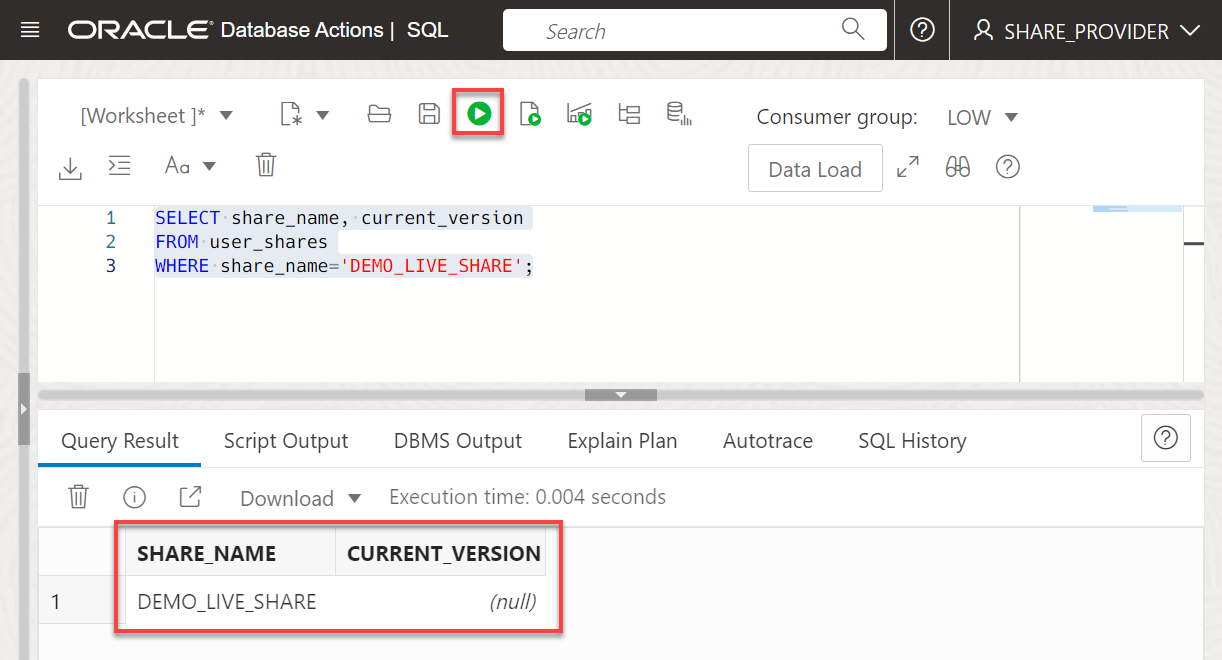 ORACLE® Database Actions | SQL
Search
SHARE_PROVIDER
[Worksheet ]*
Consumer group: LOW
Aa
Data Load
1 SELECT share_name, current_version
2 FROM user_shares
3 WHERE share_name='DEMO_LIVE_SHARE';
Query Result Script Output DBMS Output Explain Plan Autotrace SQL History
Download Execution time: 0.004 seconds
SHARE_NAME CURRENT_VERSION
1 DEMO_LIVE_SHARE (null)